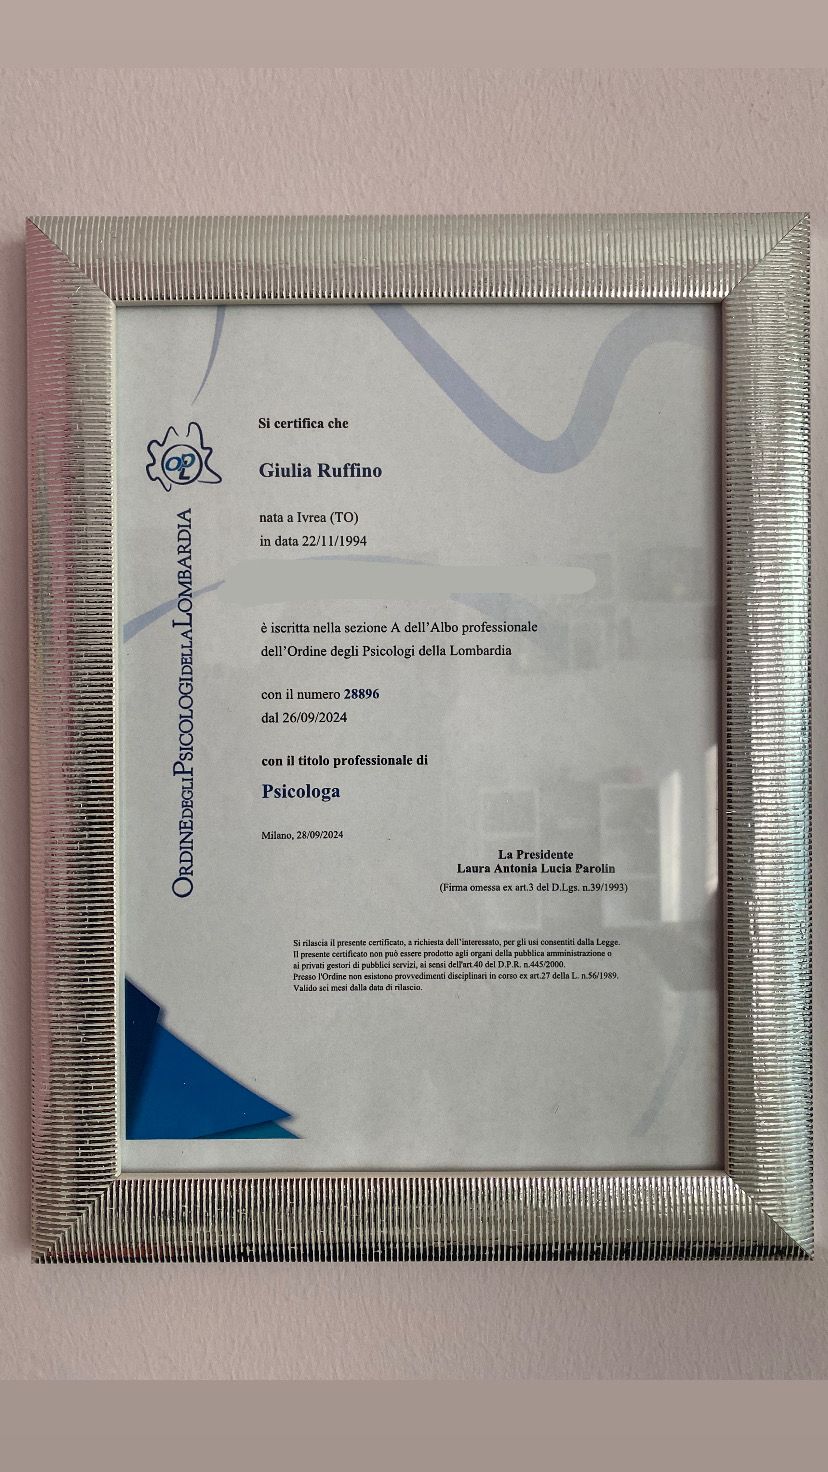 OPL
ORDINE DEGLI PSICOLOGI DELLA LOMBARDIA
Si certifica che
Giulia Ruffino
nata a Ivrea (TO)
in data 22/11/1994
è iscritta nella sezione A dell'Albo professionale
dell'Ordine degli Psicologi della Lombardia
con il numero 28896
dal 26/09/2024
con il titolo professionale di
Psicologa
Milano, 28/09/2024
La Presidente
Laura Antonia Lucia Parolin
(Firma omessa ex art.3 del D.Lgs. n.39/1993)
Si rilascia il presente certificato, a richiesta dell'interessato, per gli usi consentiti dalla Legge.
Il presente certificato non può essere prodotto agli organi della pubblica amministrazione o
ai privati gestori di pubblici servizi, ai sensi dell'art.40 del D.P.R. n.445/2000.
Presso l'Ordine non esistono provvedimenti disciplinari in corso ex art.27 della L. n.56/1989.
Valido sei mesi dalla data di rilascio.